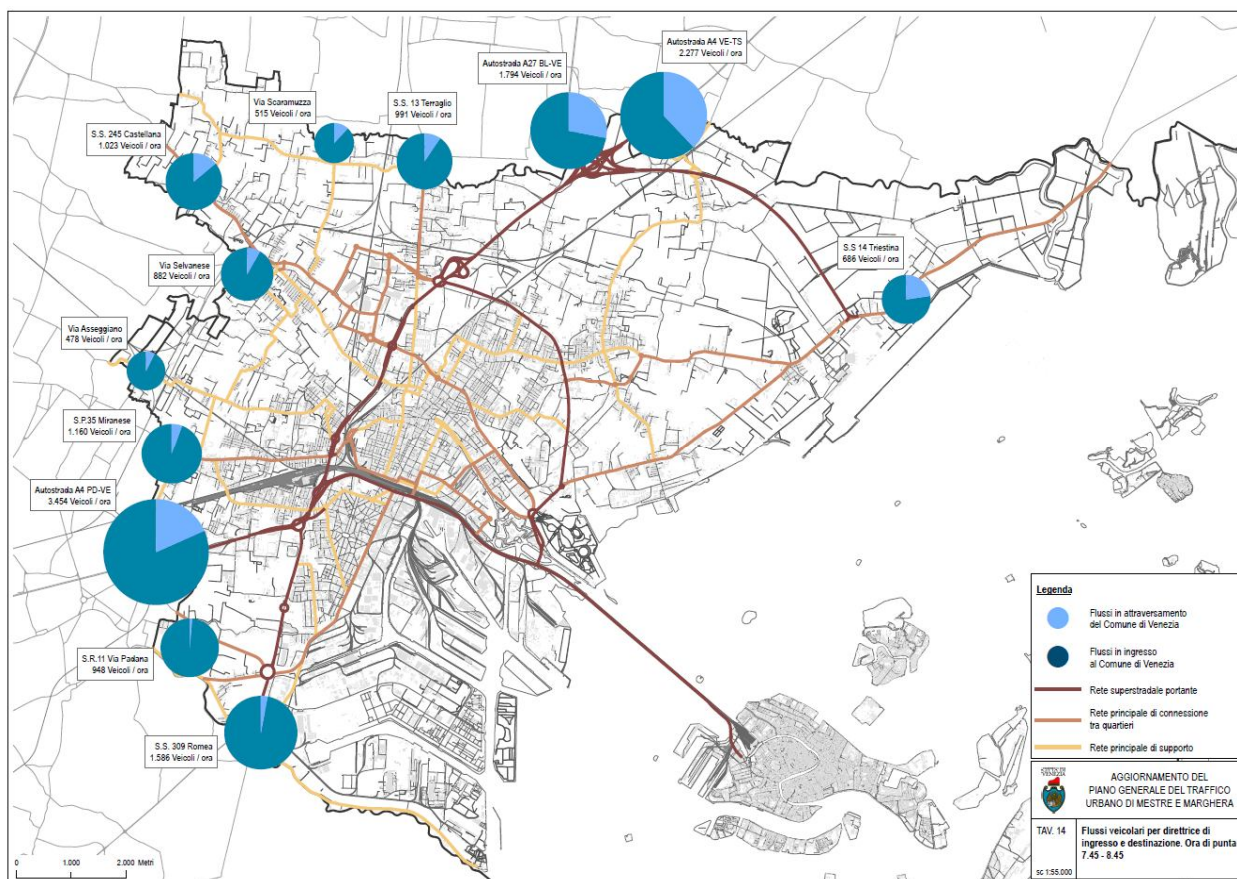 Autostrada A4 VE-TS
2.277 Veicoli / ora
Autostrada A27 BL-VE
1.794 Veicoli / ora
Via Scaramuzza
515 Veicoli / ora
S.S. 13 Terraglio
991 Veicoli / ora
S.S. 245 Castellana
1.023 Veicoli / ora
Via Selvanese
882 Veicoli / ora
S.S 14 Triestina
686 Veicoli / ora
Via Asseggiano
478 Veicoli / ora
S.P.35 Miranese
1.160 Veicoli / ora
Autostrada A4 PD-VE
3.454 Veicoli / ora
S.R.11 Via Padana
948 Veicoli / ora
S.S. 309 Romea
1.586 Veicoli / ora
0 1.000 2.000 Metri
Legenda
Flussi in attraversamento
del Comune di Venezia
Flussi in ingresso
al Comune di Venezia
Rete superstradale portante
Rete principale di connessione
tra quartieri
Rete principale di supporto
CITTA' DI
VENEZIA
AGGIORNAMENTO DEL
PIANO GENERALE DEL TRAFFICO
URBANO DI MESTRE E MARGHERA
TAV. 14
sc 1:55.000
Flussi veicolari per direttrice di
ingresso e destinazione. Ora di punta
7.45 - 8.45